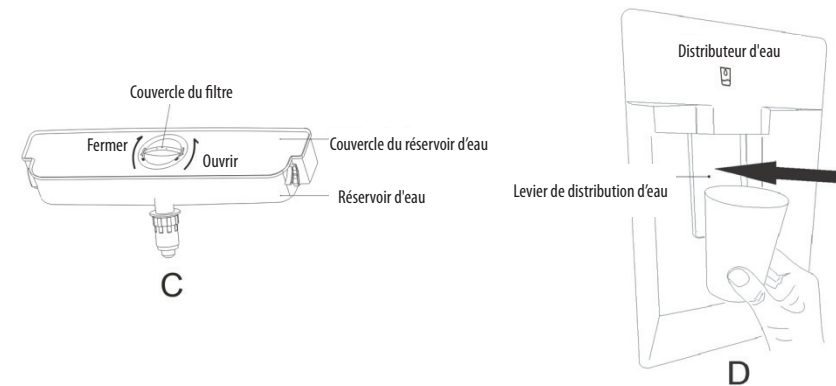 Couvercle du filtre
Fermer
Ouvrir
Couvercle du réservoir d’eau
Réservoir d'eau
C
Distributeur d'eau
Levier de distribution d’eau
D